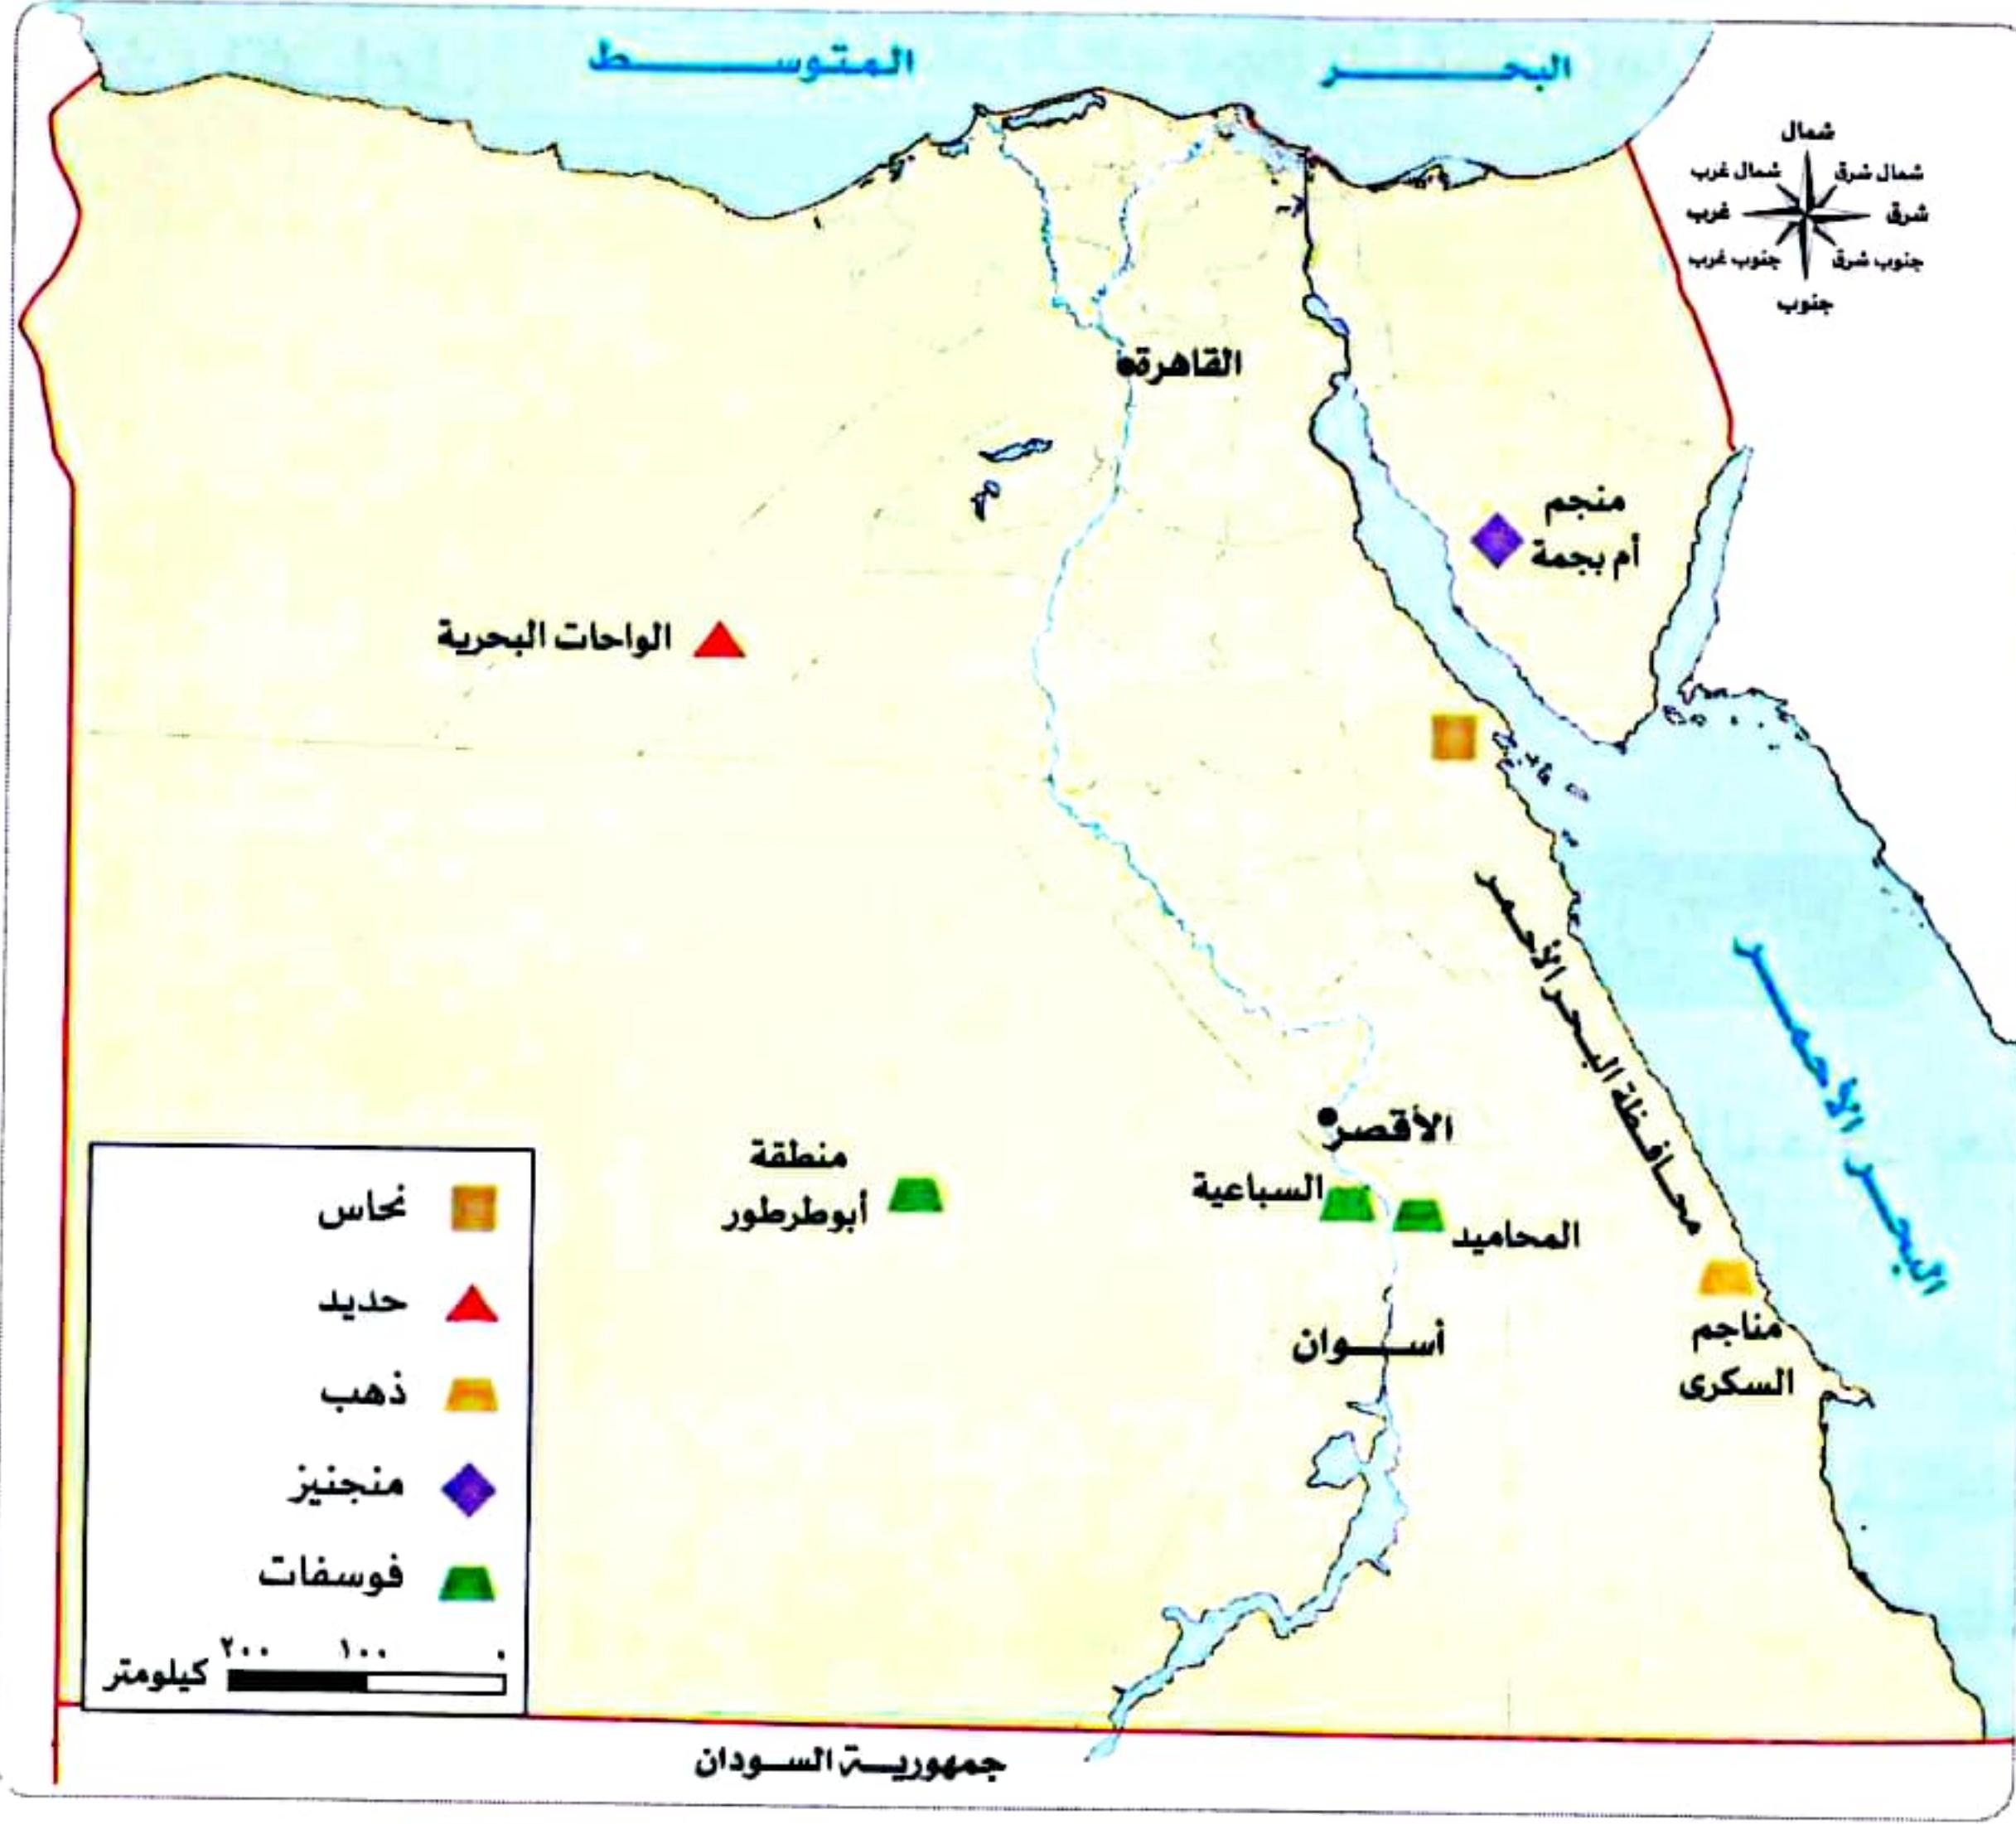 البحر المتوسط
شمال
شمال غرب
شمال شرق
غرب
شرق
جنوب غرب
جنوب شرق
جنوب
القاهرة
منجم
أم بجمة
الواحات البحرية
محافظة البحر الأحمر
البحر الأحمر
الأقصر
منطقة
أبوطرطور
السباعية
المحاميد
أسوان
مناجم
السكرى
نحاس
حديد
ذهب
منجنيز
فوسفات
٢٠٠ ١٠٠ ٠
كيلومتر
جمهورية السودان